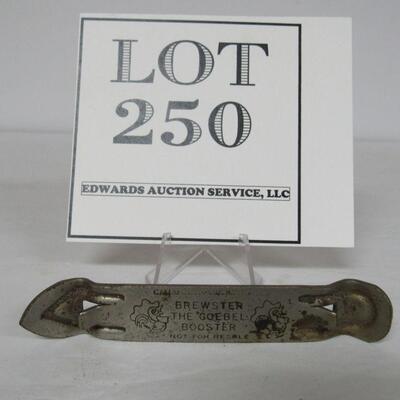 LOT
250
EDWARDS AUCTION SERVICE, LLC
BREWSTER
THE GOEBEL
BOOSTER
NOT FOR RESALE